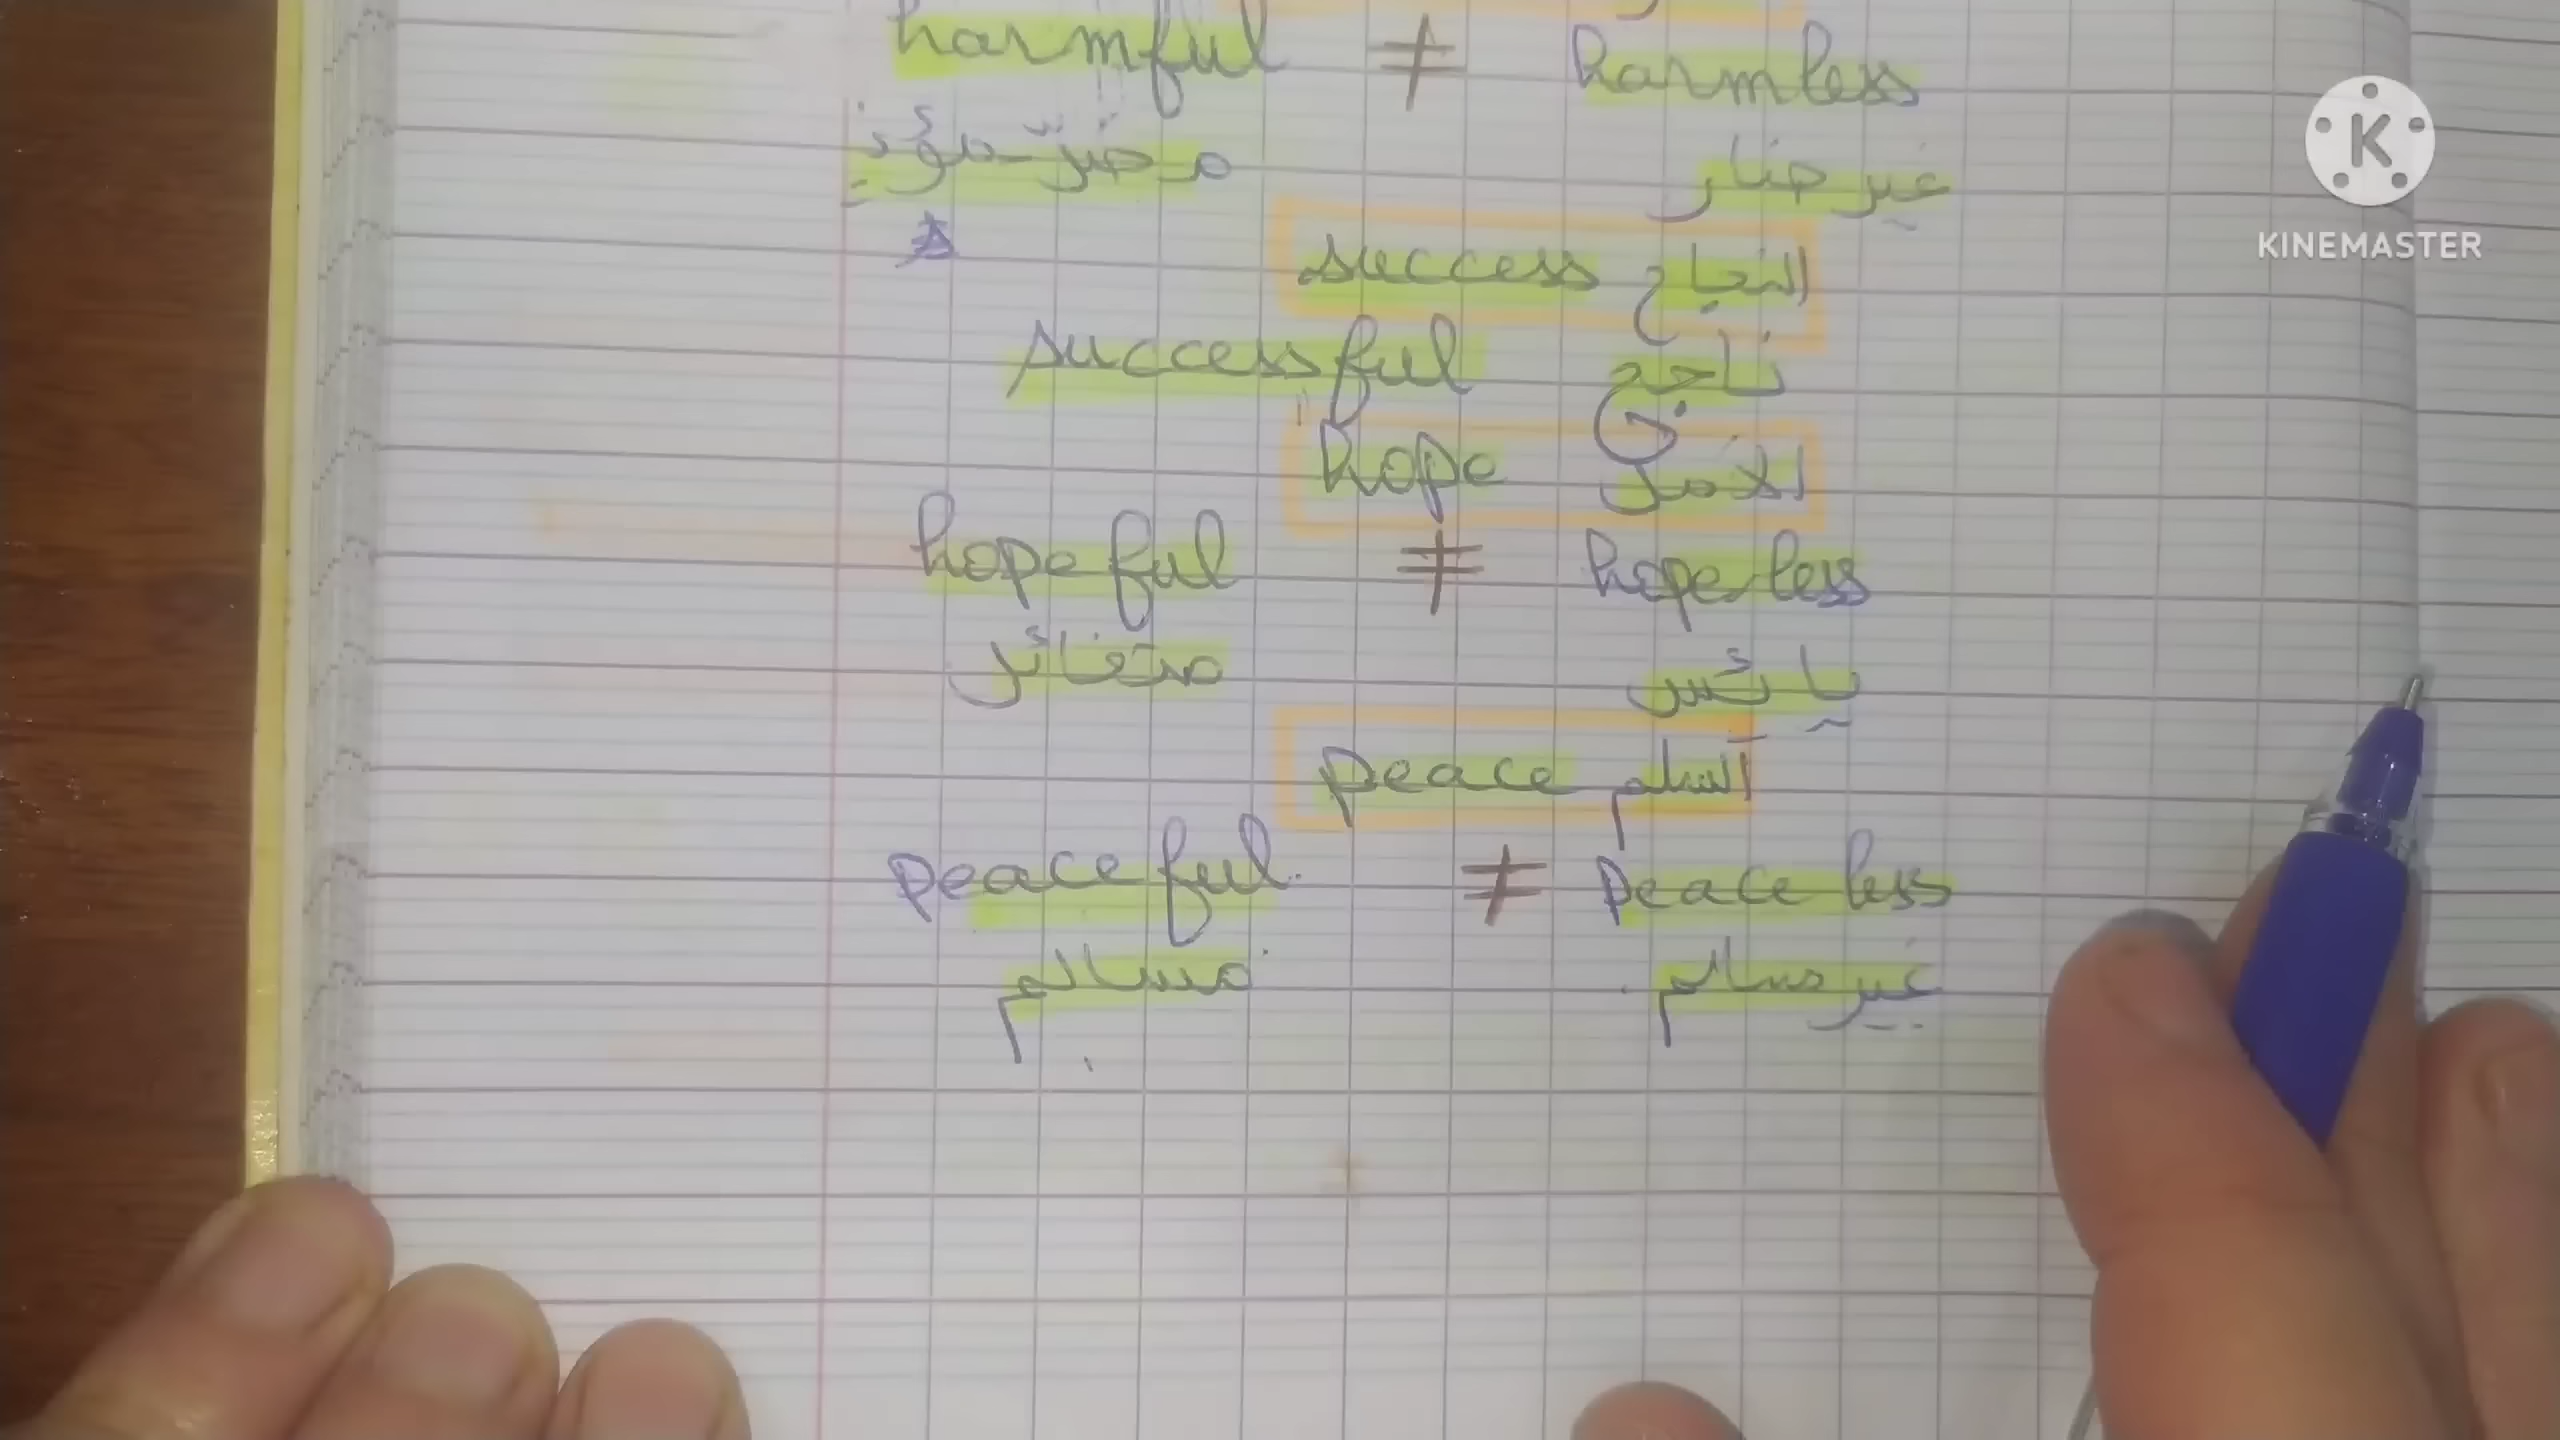 harmful ≠ harmless
مضر مؤذ غير ضار
KINEMASTER
success النجاح
successful ناجح
hope الأمل
hopeful ≠ hopeless
متفائل يائس
peace السلم
peaceful ≠ peaceless
مسالم غير مسالم